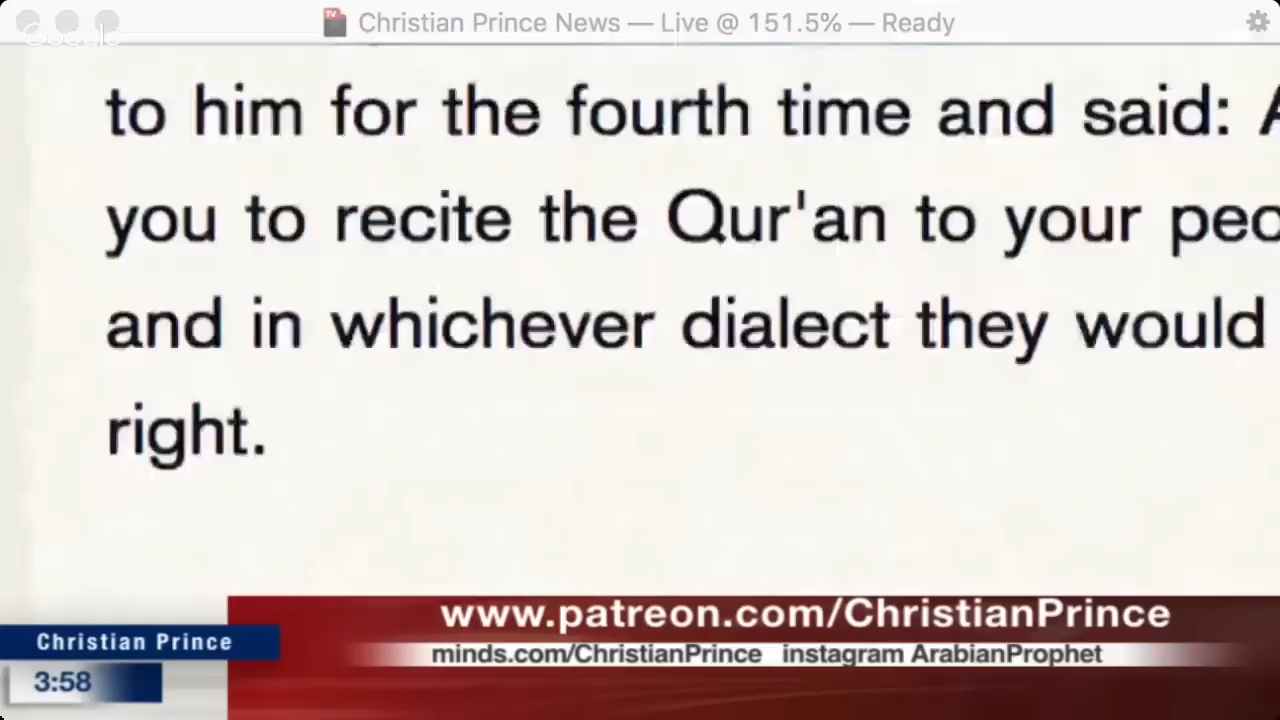 Christian Prince News — Live @ 151.5% — Ready
Google
to him for the fourth time and said: A
you to recite the Qur'an to your peo
and in whichever dialect they would
right.
www.patreon.com/ChristianPrince
Christian Prince
minds.com/ChristianPrince instagram ArabianProphet
3:58